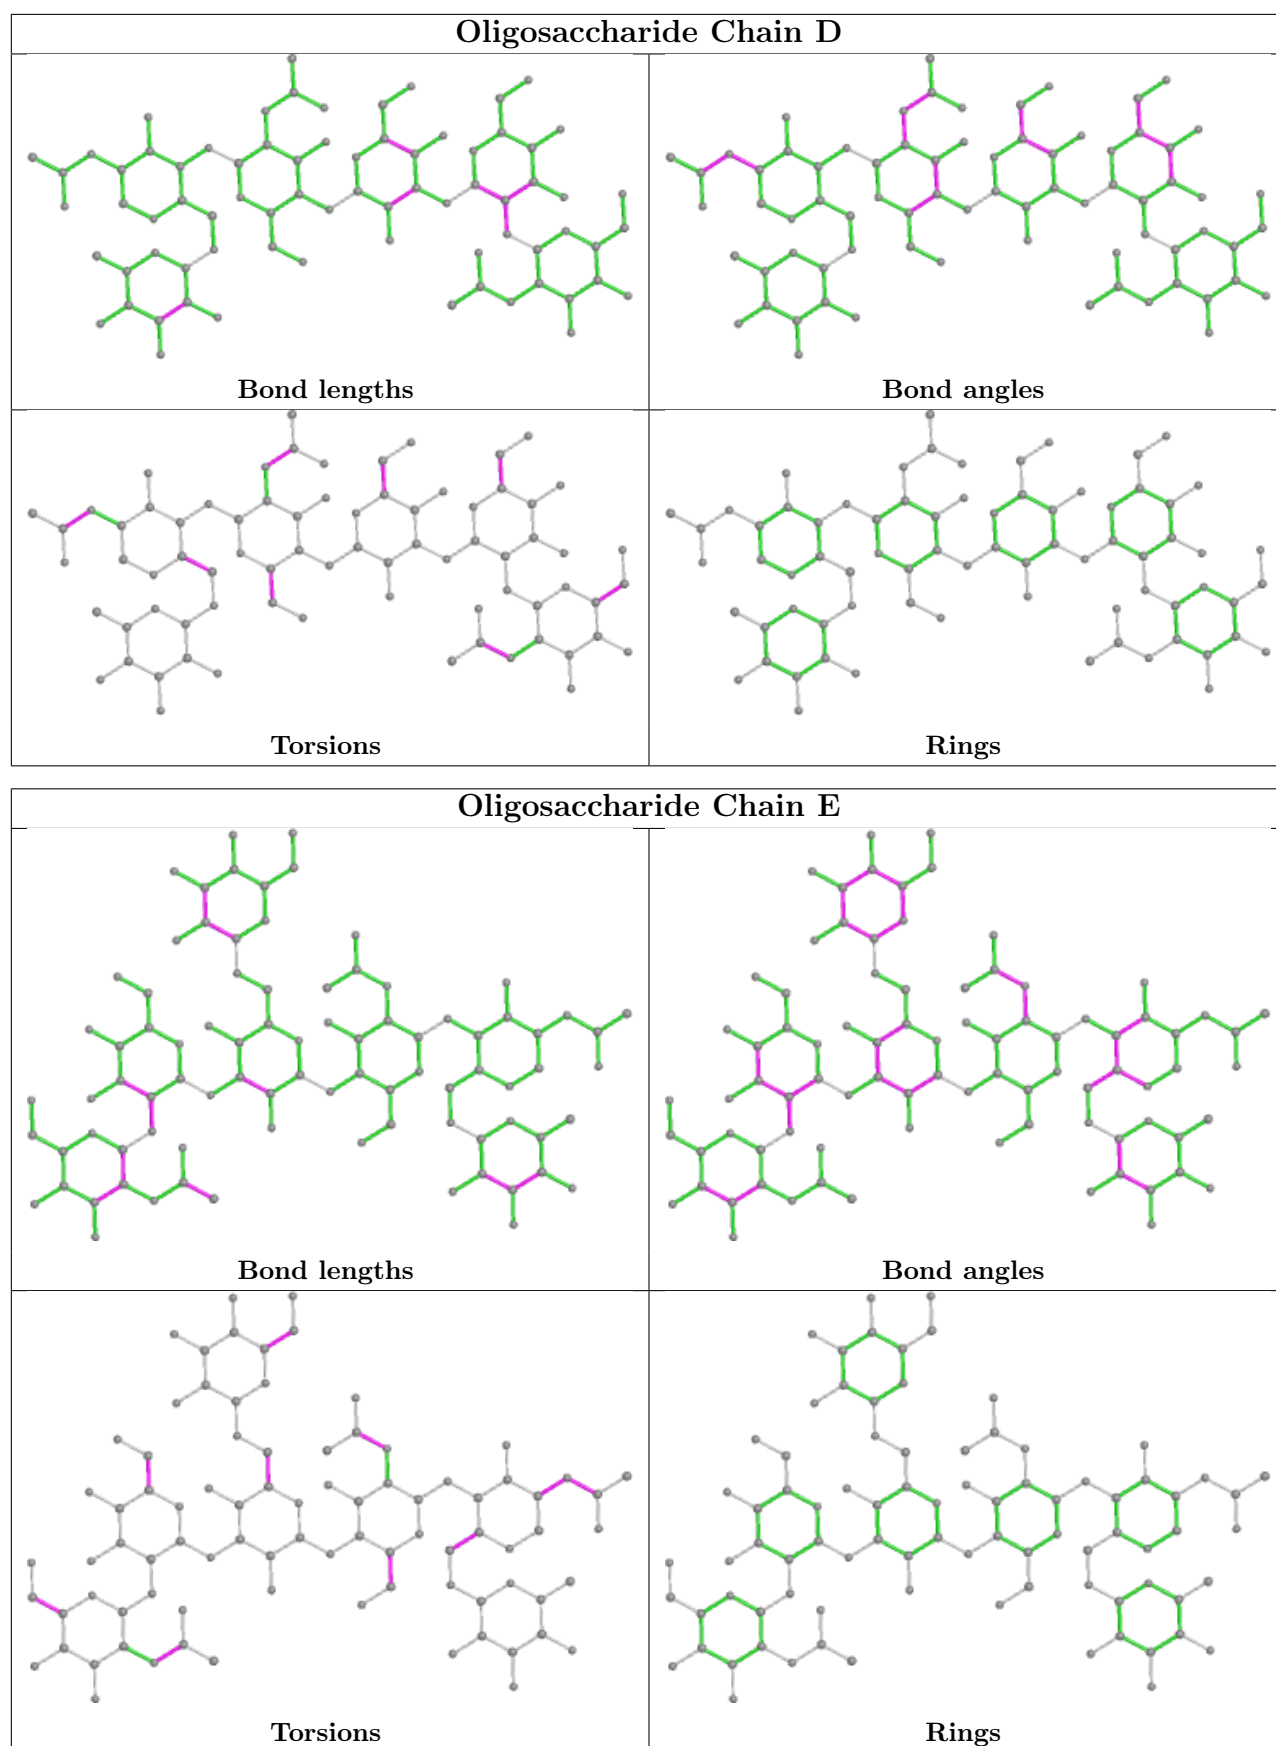 Oligosaccharide Chain D
Bond lengths
Bond angles
Torsions
Rings
Oligosaccharide Chain E
Bond lengths
Bond angles
Torsions
Rings